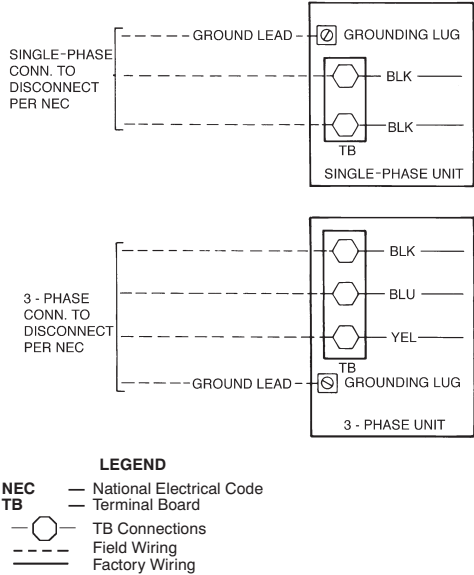 GROUND LEAD
GROUNDING LUG
SINGLE-PHASE
CONN. TO
DISCONNECT
PER NEC
BLK
BLK
TB
SINGLE-PHASE UNIT
BLK
BLU
3 - PHASE
CONN. TO
DISCONNECT
PER NEC
YEL
TB
GROUND LEAD
GROUNDING LUG
3 - PHASE UNIT
LEGEND
NEC — National Electrical Code
TB — Terminal Board
TB Connections
Field Wiring
Factory Wiring